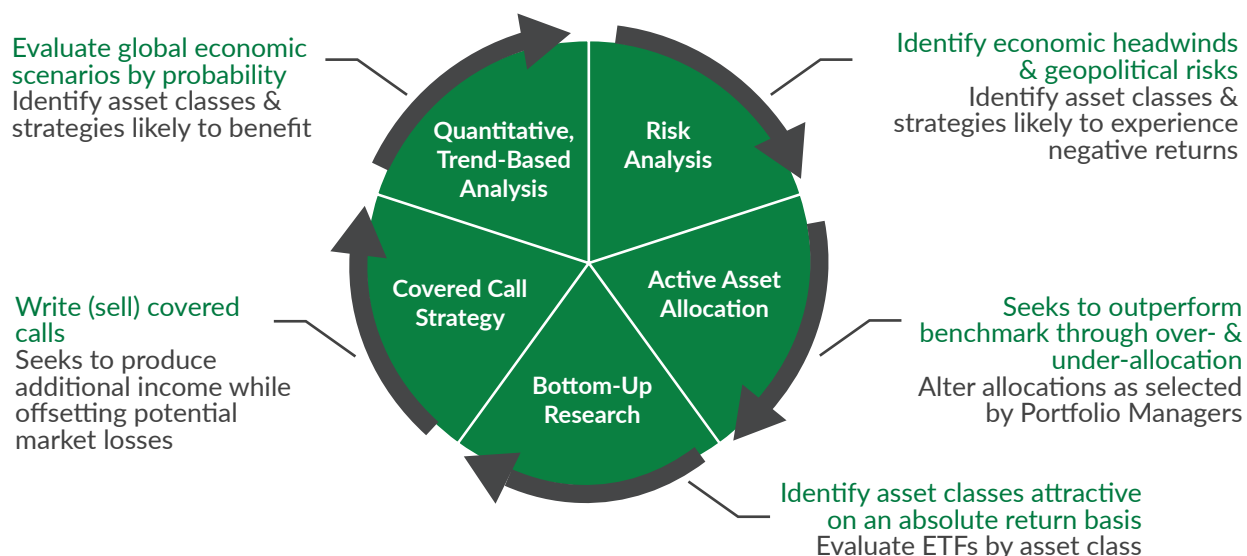 Evaluate global economic
scenarios by probability
Identify asset classes &
strategies likely to benefit
Identify economic headwinds
& geopolitical risks
Identify asset classes &
strategies likely to experience
negative returns
Quantitative,
Trend-Based
Analysis
Risk
Analysis
Covered Call
Strategy
Active Asset
Allocation
Bottom-Up
Research
Write (sell) covered
calls
Seeks to produce
additional income while
offsetting potential
market losses
Seeks to outperform
benchmark through over- &
under-allocation
Alter allocations as selected
by Portfolio Managers
Identify asset classes attractive
on an absolute return basis
Evaluate ETFs by asset class